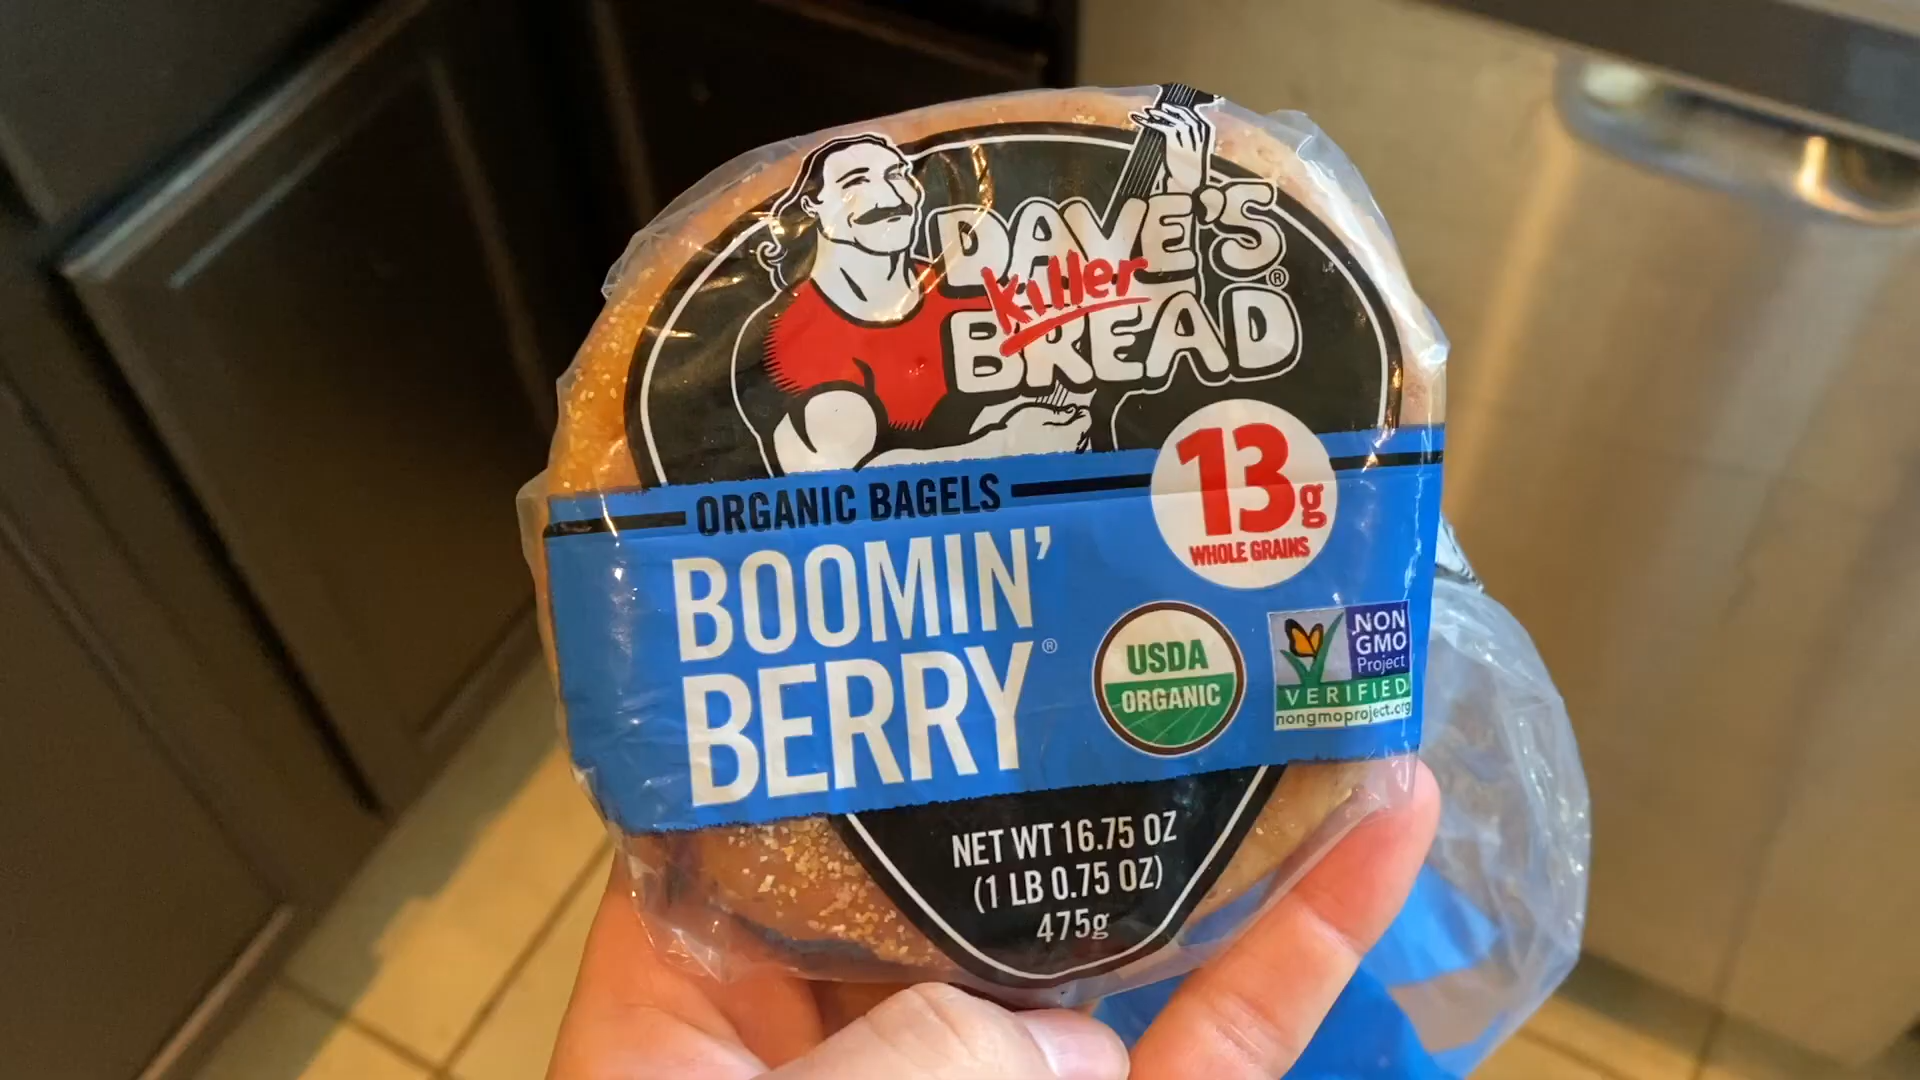 DAVE'S
killer
BREAD®
ORGANIC BAGELS
13g
WHOLE GRAINS
BOOMIN'
BERRY®
USDA
ORGANIC
NON
GMO
Project
VERIFIED
nongmoproject.org
NET WT 16.75 OZ
(1 LB 0.75 OZ)
475g